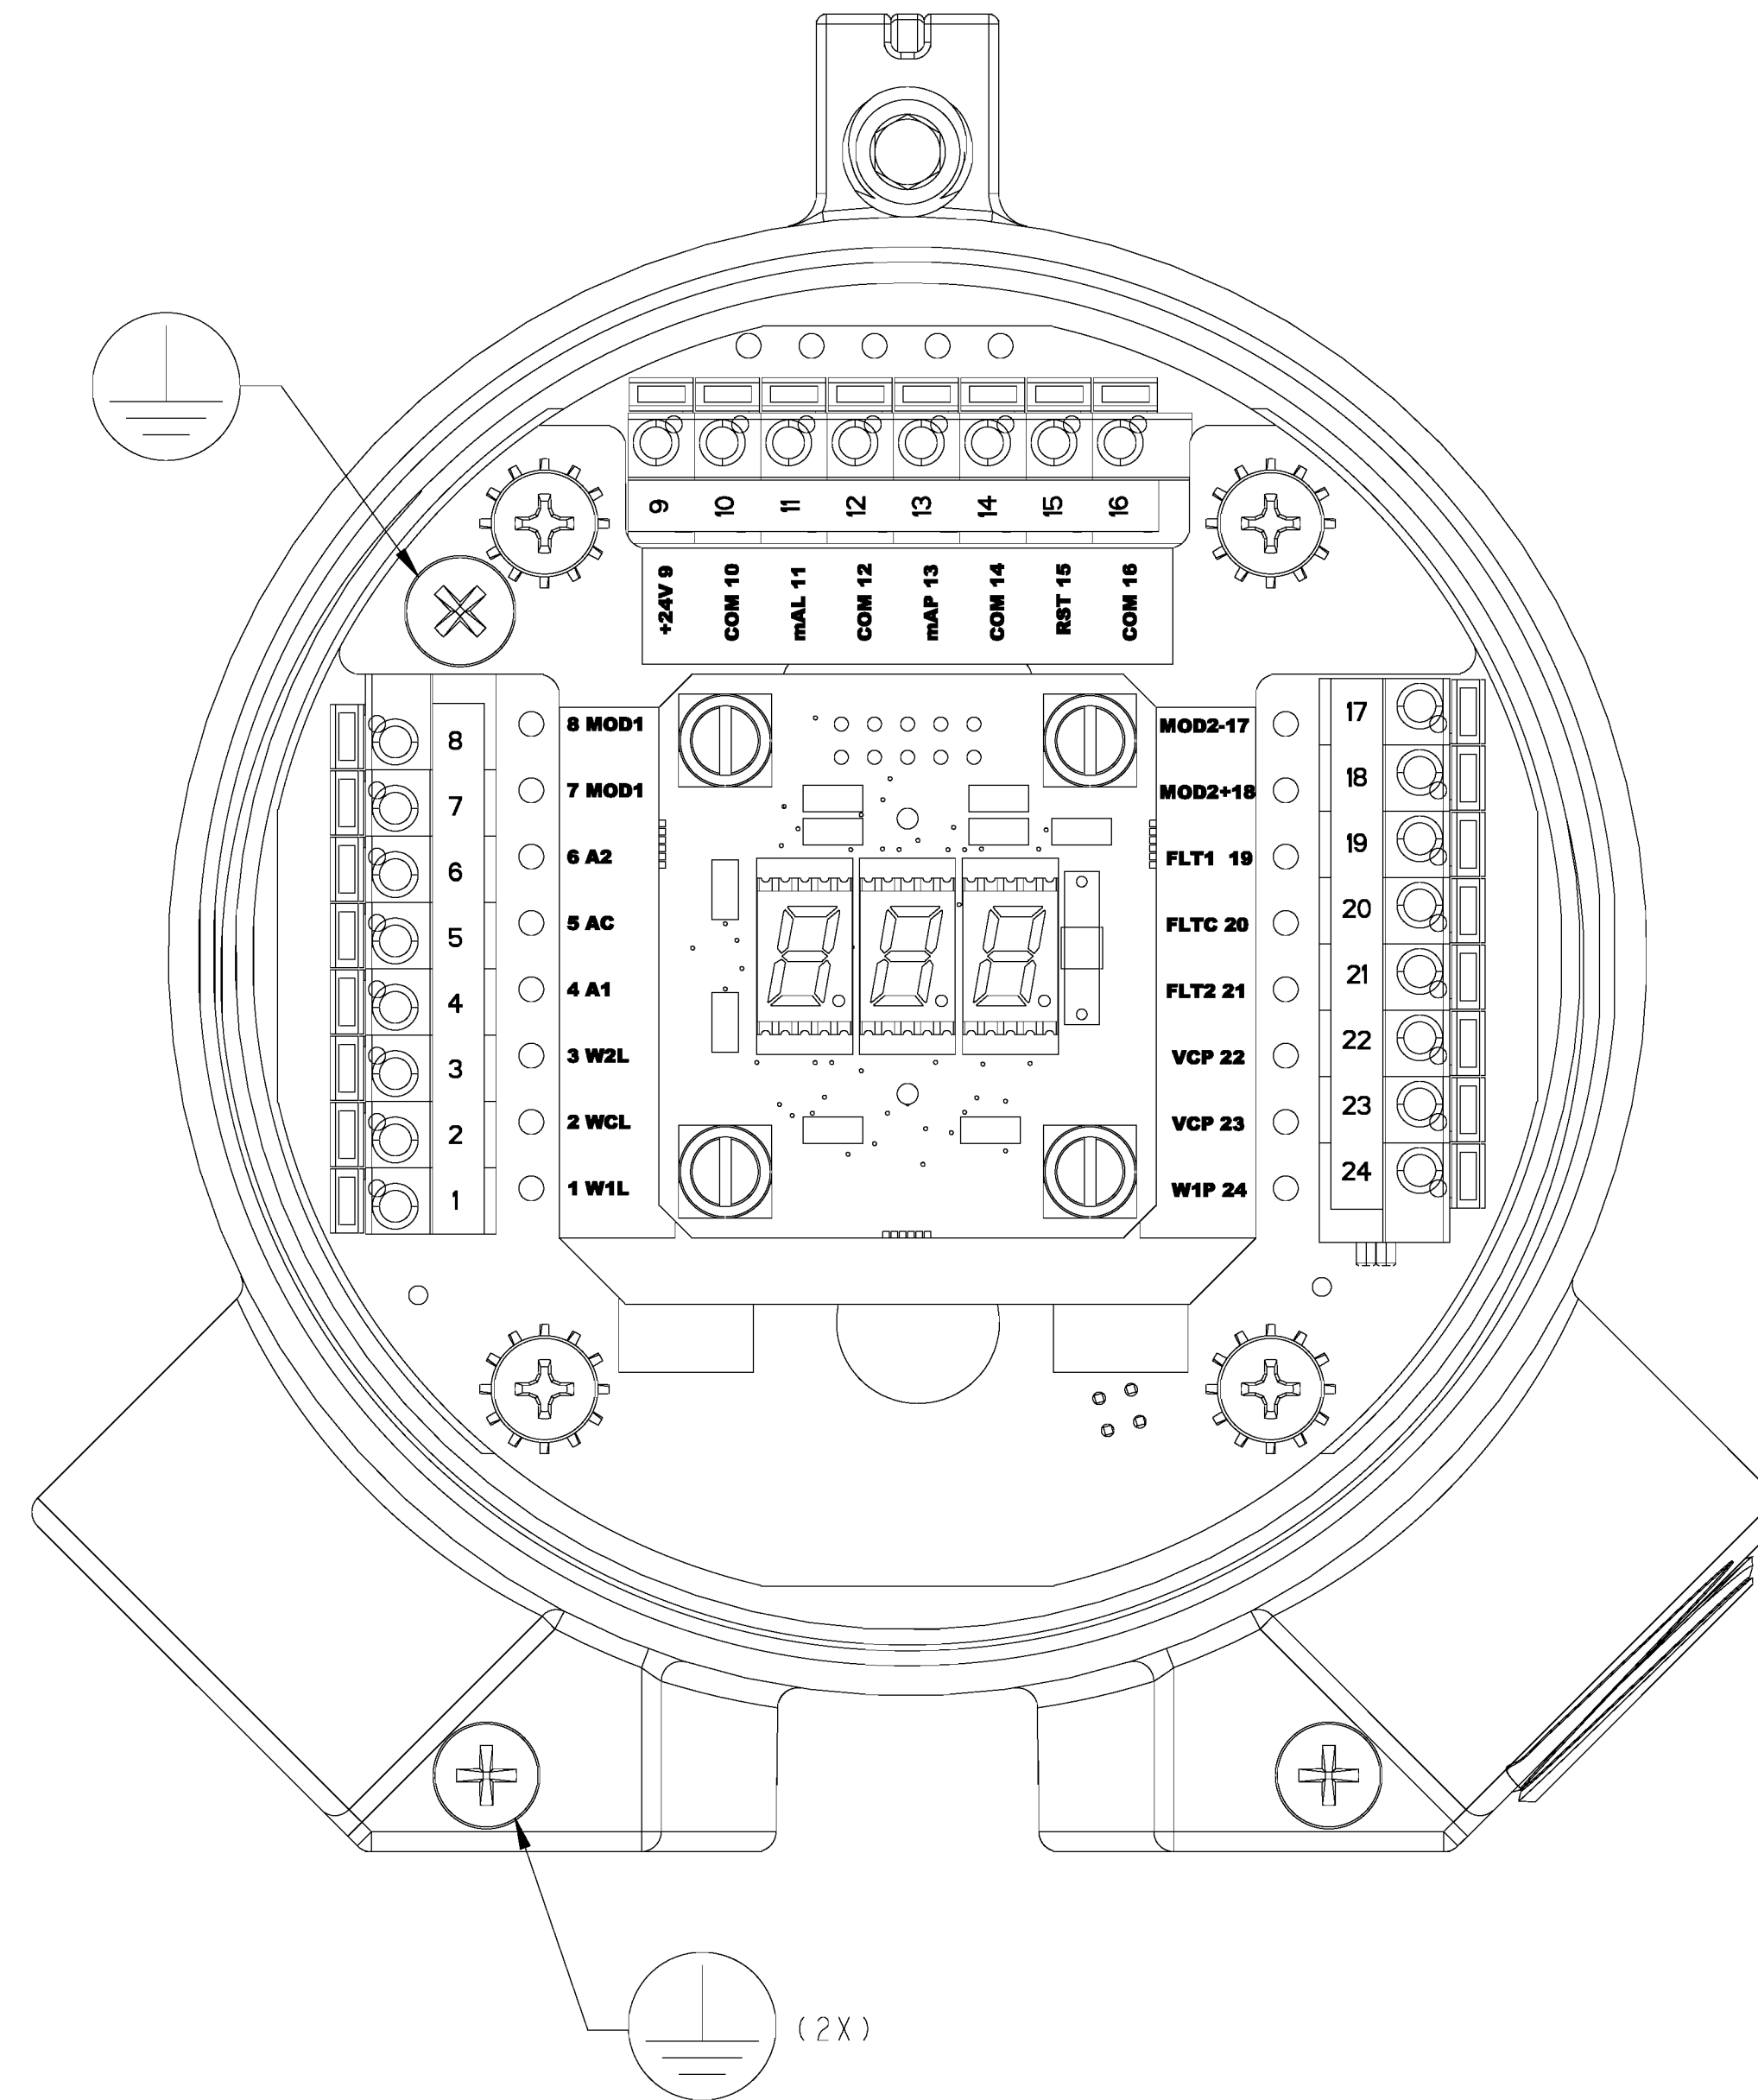 9 10 11 12 13 14 15 16
+24V 9
COM 10
mAL 11
COM 12
mAP 13
COM 14
RST 15
COM 16
8
7
6
5
4
3
2
1
8 MOD1
7 MOD1
6 A2
5 AC
4 A1
3 W2L
2 WCL
1 W1L
8 8 8
MOD2-17
MOD2+18
FLT1 19
FLTC 20
FLT2 21
VCP 22
VCP 23
W1P 24
17
18
19
20
21
22
23
24
(2X)